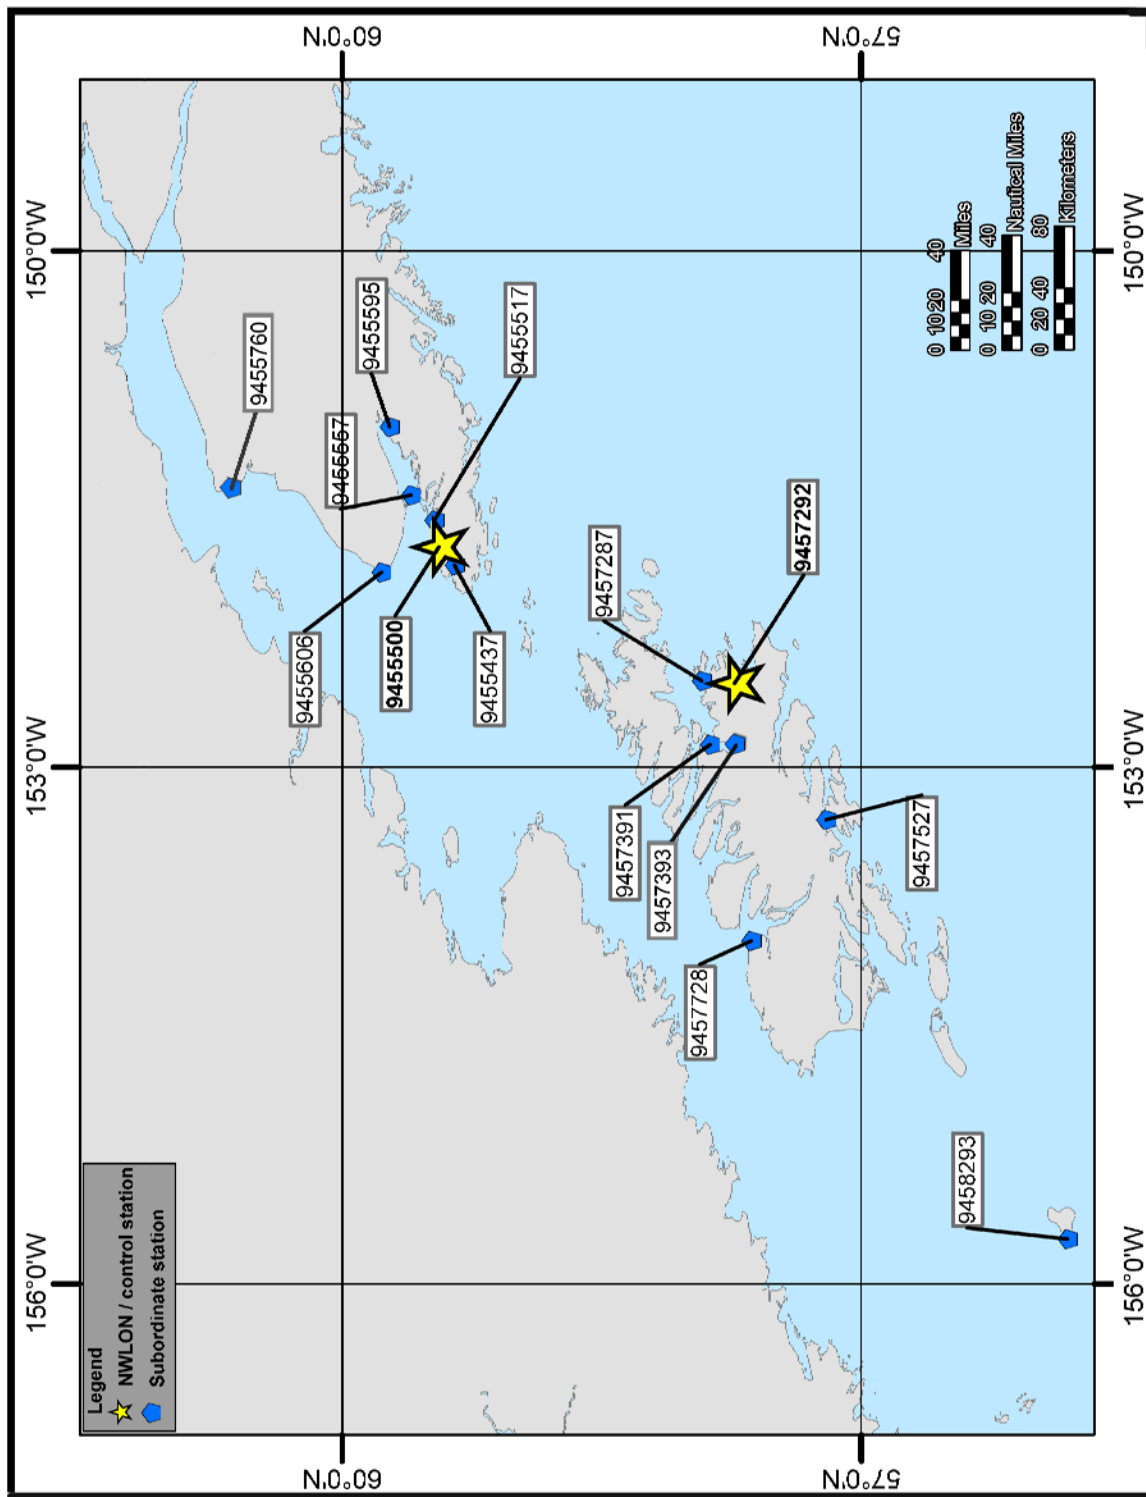 156°0'W
153°0'W
150°0'W
Legend
NWLON / control station
Subordinate station
60°0'N
60°0'N
9455760
9455606
9455557
9455595
9455500
9455437
9455517
9457287
9457391
9457393
9457728
9457292
9457527
9458293
57°0'N
57°0'N
0 10 20 40
Miles
0 10 20 40
Nautical Miles
0 20 40 80
Kilometers
156°0'W
153°0'W
150°0'W